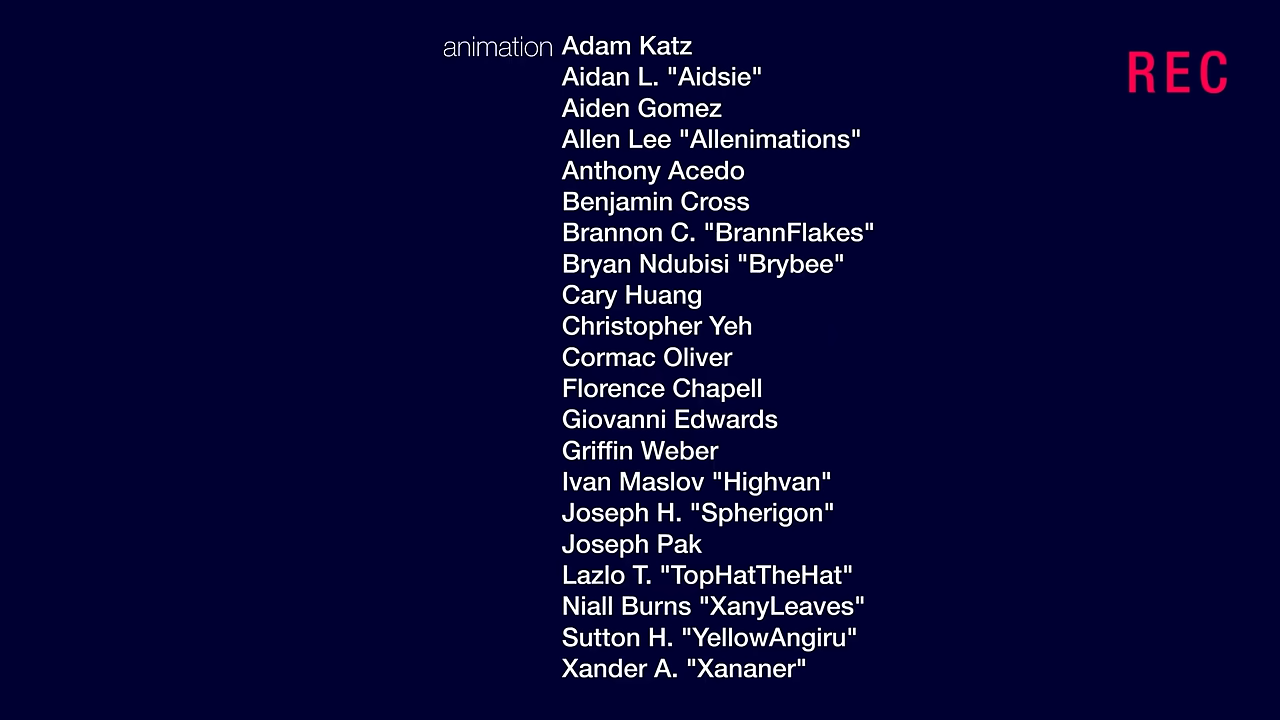 animation Adam Katz
REC
Aidan L. "Aidsie"
Aiden Gomez
Allen Lee "Allenimations"
Anthony Acedo
Benjamin Cross
Brannon C. "BrannFlakes"
Bryan Ndubisi "Brybee"
Cary Huang
Christopher Yeh
Cormac Oliver
Florence Chapell
Giovanni Edwards
Griffin Weber
Ivan Maslov "Highvan"
Joseph H. "Spherigon"
Joseph Pak
Lazlo T. "TopHatTheHat"
Niall Burns "XanyLeaves"
Sutton H. "YellowAngiru"
Xander A. "Xananer"